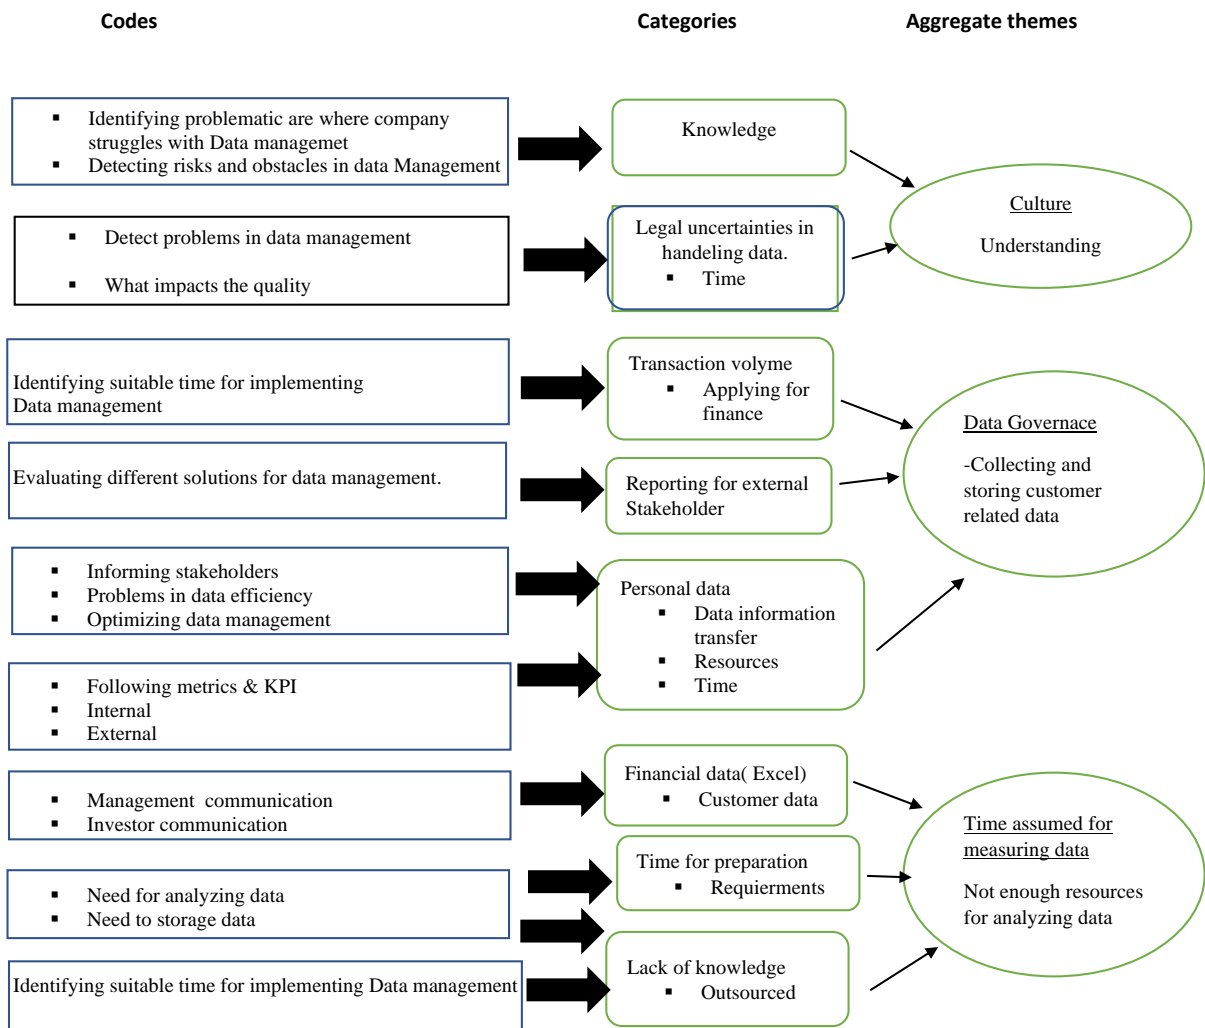 Codes
Categories
Aggregate themes
▪ Identifying problematic are where company
struggles with Data managemet
▪ Detecting risks and obstacles in data Management
Knowledge
Culture
Understanding
▪ Detect problems in data management
▪ What impacts the quality
Legal uncertainties in
handeling data.
▪ Time
Identifying suitable time for implementing
Data management
Transaction volyme
▪ Applying for
finance
Data Governace
-Collecting and
storing customer
related data
Evaluating different solutions for data management.
Reporting for external
Stakeholder
▪ Informing stakeholders
▪ Problems in data efficiency
▪ Optimizing data management
Personal data
▪ Data information
transfer
▪ Resources
▪ Time
▪ Following metrics & KPI
▪ Internal
▪ External
▪ Management  communication
▪ Investor communication
Financial data( Excel)
▪ Customer data
Time assumed for
measuring data
Not enough resources
for analyzing data
▪ Need for analyzing data
▪ Need to storage data
Time for preparation
▪ Requierments
Identifying suitable time for implementing Data management
Lack of knowledge
▪ Outsourced